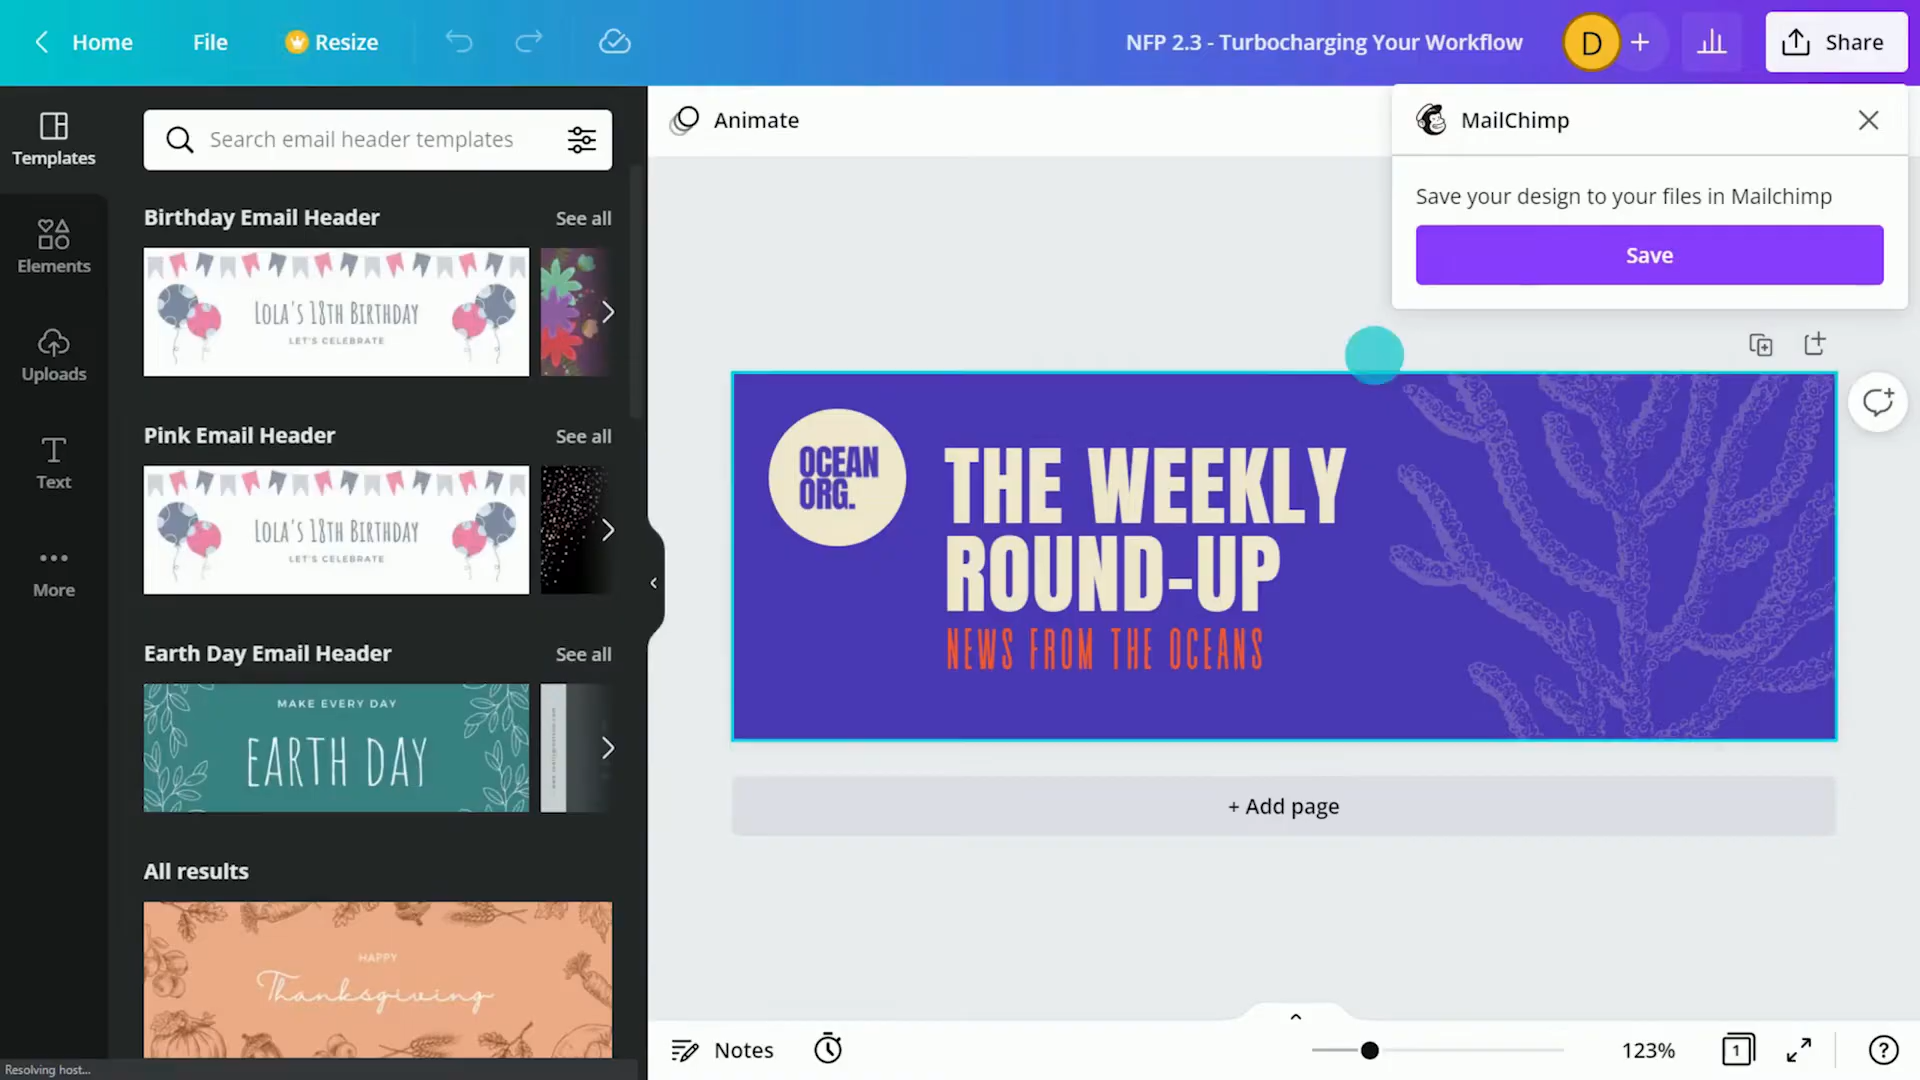 Home
File
Resize
NFP 2.3 - Turbocharging Your Workflow
D
Share
Templates
Elements
Uploads
Text
More
Search email header templates
Birthday Email Header
See all
LOLA'S 18TH BIRTHDAY
LET'S CELEBRATE
Pink Email Header
See all
LOLA'S 18TH BIRTHDAY
LET'S CELEBRATE
Earth Day Email Header
See all
MAKE EVERY DAY
EARTH DAY
All results
HAPPY
Thanksgiving
Animate
MailChimp
Save your design to your files in Mailchimp
Save
OCEAN
ORG.
THE WEEKLY
ROUND-UP
NEWS FROM THE OCEANS
+ Add page
Notes
123%
1
Resolving host...